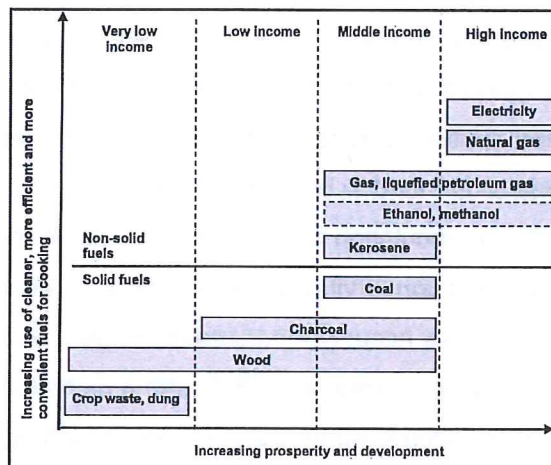 Very low income
Low income
Middle income
High income
Electricity
Natural gas
Gas, liquefied petroleum gas
Ethanol, methanol
Non-solid fuels
Kerosene
Solid fuels
Coal
Charcoal
Wood
Crop waste, dung
Increasing use of cleaner, more efficient and more
convenient fuels for cooking
Increasing prosperity and development